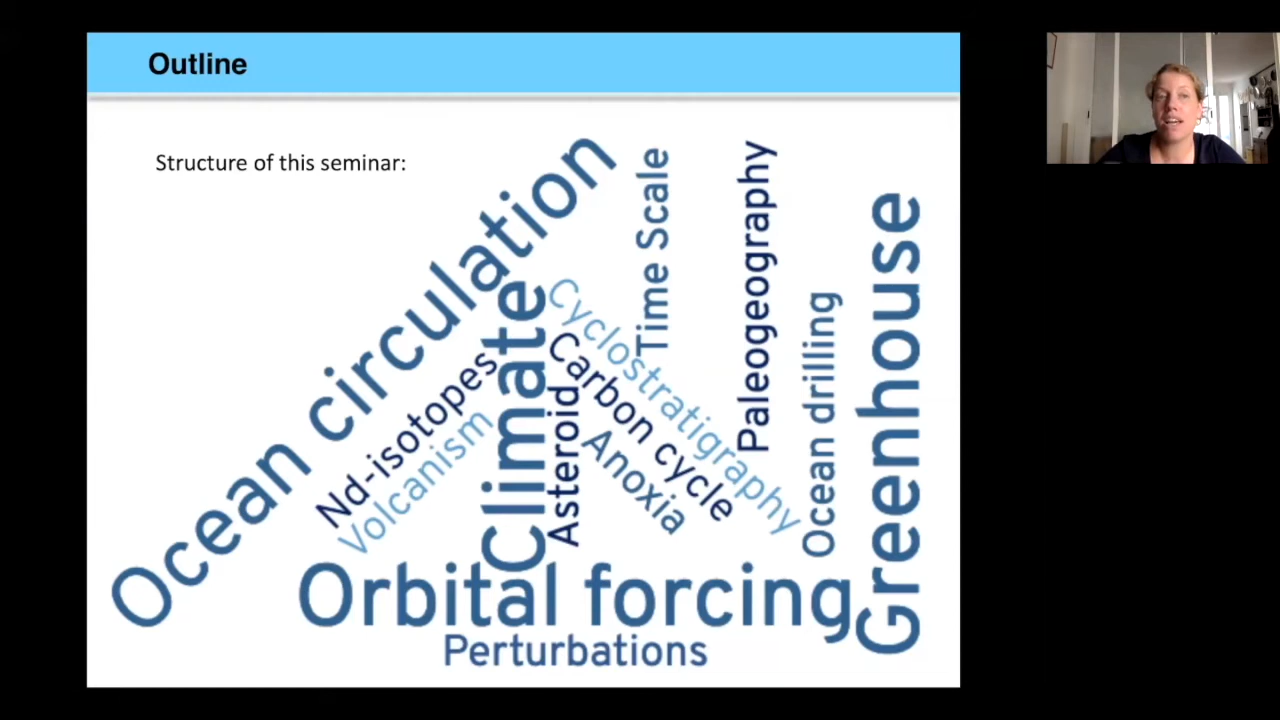 Outline
Structure of this seminar:
Ocean circulation
Time Scale
Paleogeography
Greenhouse
Climate
Cyclostratigraphy
Nd-isotopes
Carbon cycle
Ocean drilling
Volcanism
Asteroid
Anoxia
Orbital forcing
Perturbations